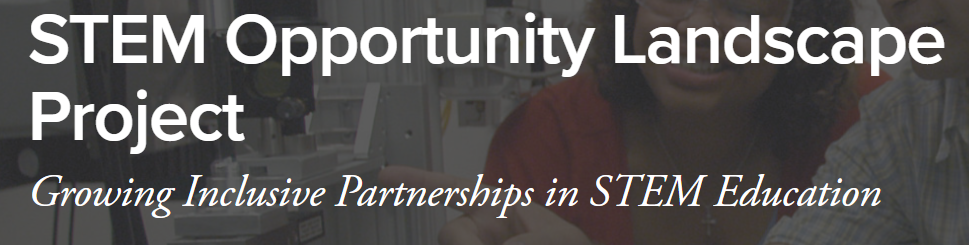 STEM Opportunity Landscape
Project
Growing Inclusive Partnerships in STEM Education